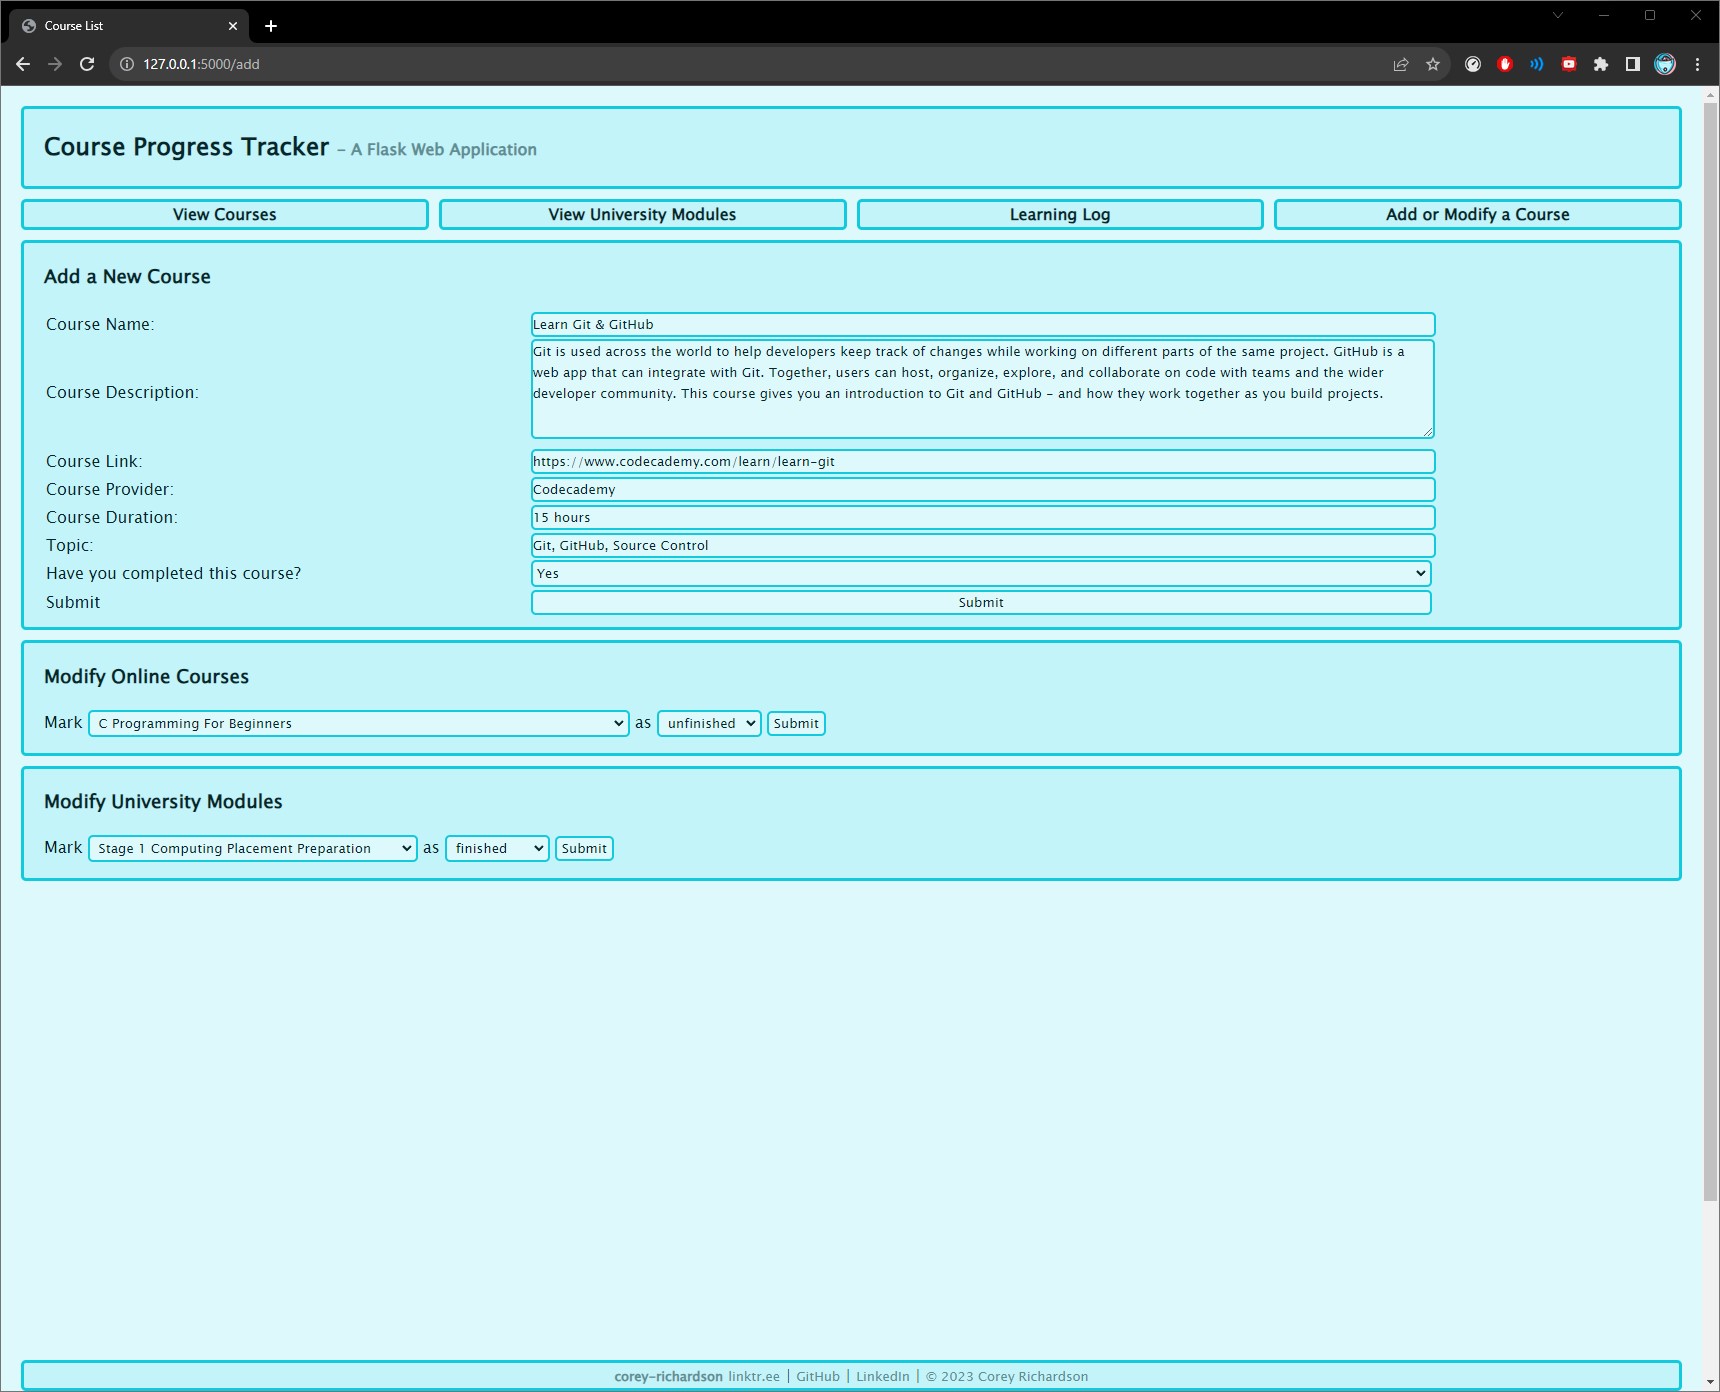 Course List
127.0.0.1:5000/add
Course Progress Tracker - A Flask Web Application
View Courses
View University Modules
Learning Log
Add or Modify a Course
Add a New Course
Course Name:
Learn Git & GitHub
Course Description:
Git is used across the world to help developers keep track of changes while working on different parts of the same project. GitHub is a
web app that can integrate with Git. Together, users can host, organize, explore, and collaborate on code with teams and the wider
developer community. This course gives you an introduction to Git and GitHub - and how they work together as you build projects.
Course Link:
https://www.codecademy.com/learn/learn-git
Course Provider:
Codecademy
Course Duration:
15 hours
Topic:
Git, GitHub, Source Control
Have you completed this course?
Yes
Submit
Submit
Modify Online Courses
Mark C Programming For Beginners as unfinished Submit
Modify University Modules
Mark Stage 1 Computing Placement Preparation as finished Submit
corey-richardson linktr.ee | GitHub | LinkedIn | © 2023 Corey Richardson